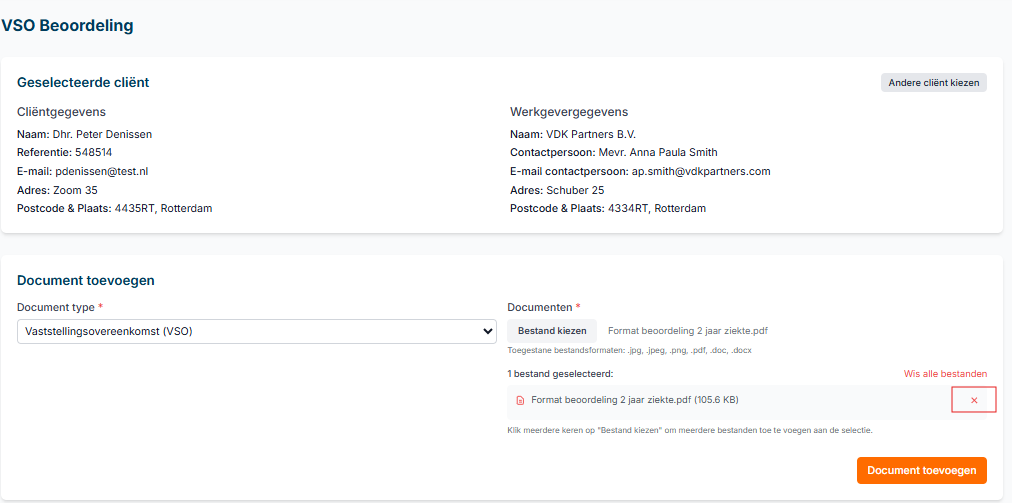 VSO Beoordeling
Geselecteerde cliënt
Andere cliënt kiezen
Cliëntgegevens
Naam: Dhr. Peter Denissen
Referentie: 548514
E-mail: pdenissen@test.nl
Adres: Zoom 35
Postcode & Plaats: 4435RT, Rotterdam
Werkgevergegevens
Naam: VDK Partners B.V.
Contactpersoon: Mevr. Anna Paula Smith
E-mail contactpersoon: ap.smith@vdkpartners.com
Adres: Schuber 25
Postcode & Plaats: 4334RT, Rotterdam
Document toevoegen
Document type *
Vaststellingsovereenkomst (VSO)
Documenten *
Bestand kiezen Format beoordeling 2 jaar ziekte.pdf
Toegestane bestandsformaten: .jpg, .jpeg, .png, .pdf, .doc, .docx
1 bestand geselecteerd: Wis alle bestanden
Format beoordeling 2 jaar ziekte.pdf (105.6 KB)
Klik meerdere keren op "Bestand kiezen" om meerdere bestanden toe te voegen aan de selectie.
Document toevoegen